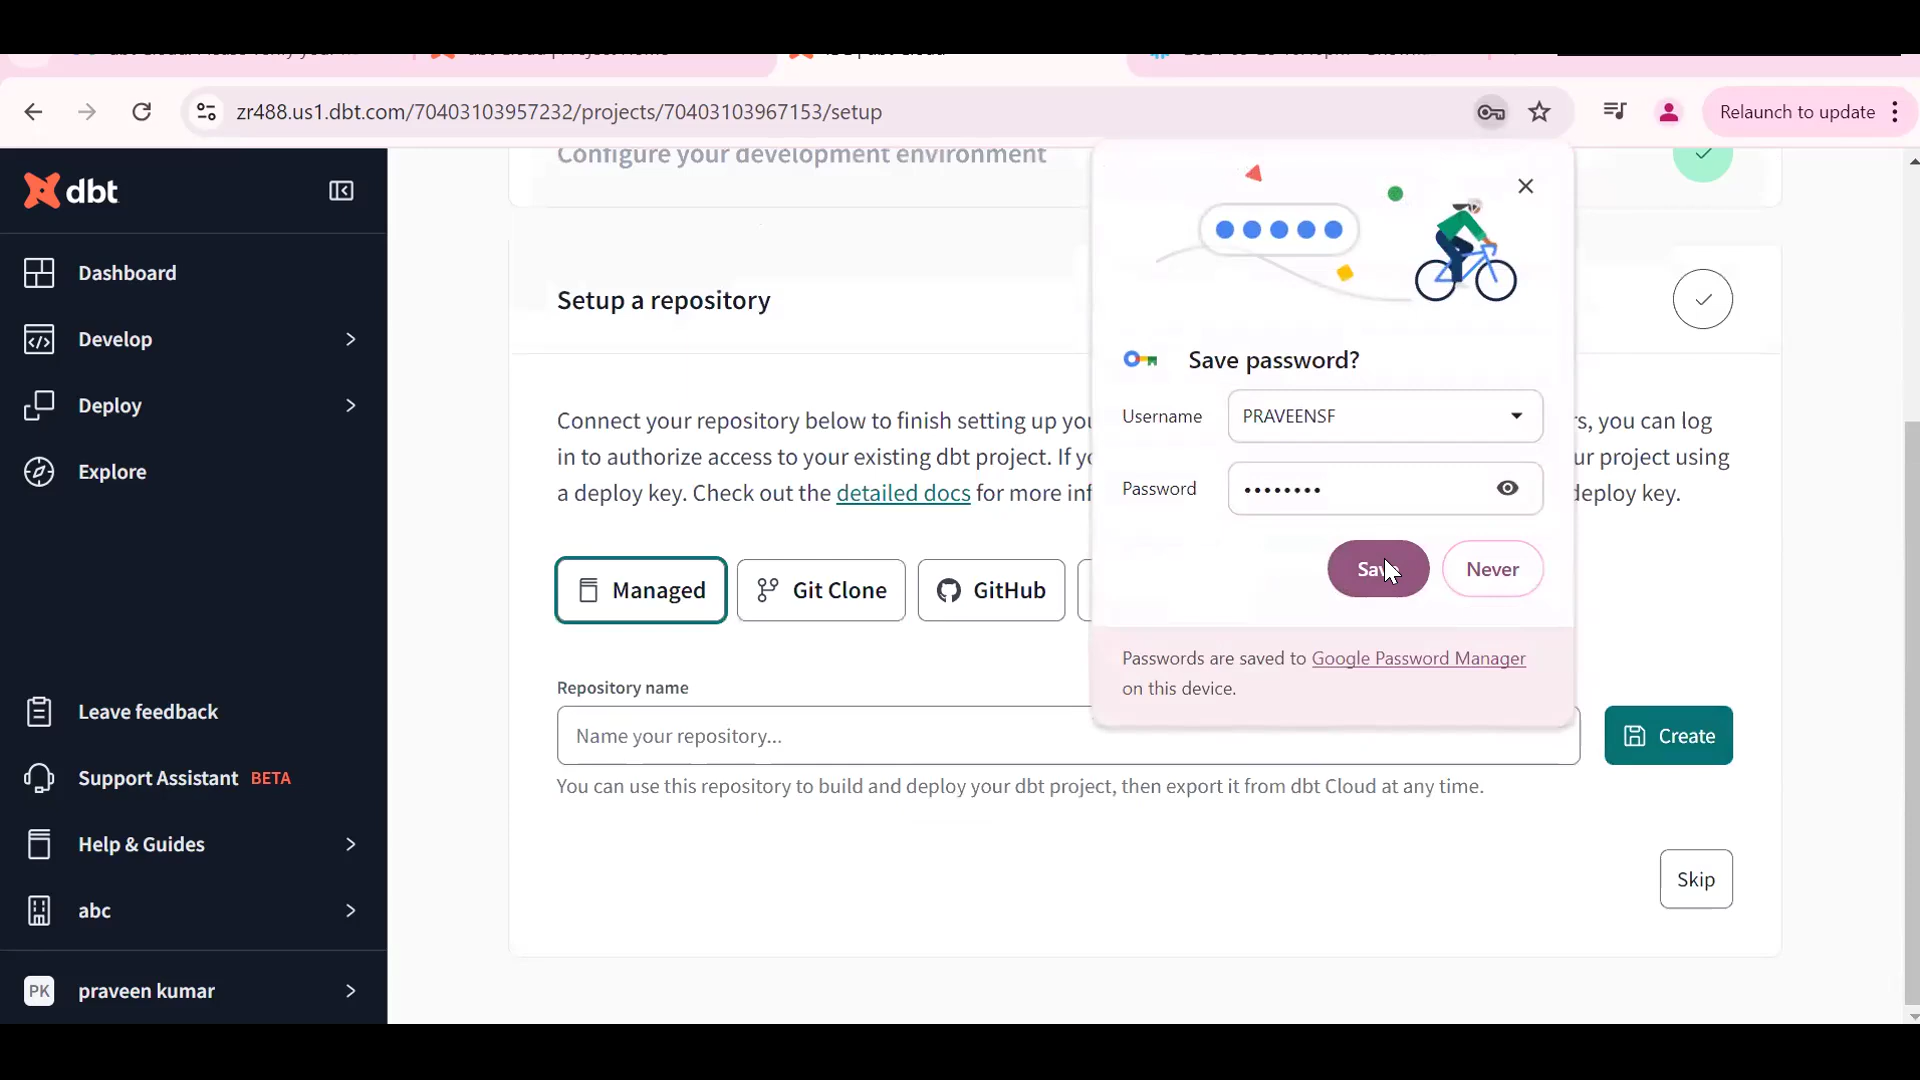 zr488.us1.dbt.com/70403103957232/projects/70403103967153/setup
Relaunch to update
dbt
Dashboard
Develop
Deploy
Explore
Leave feedback
Support Assistant BETA
Help & Guides
abc
PK praveen kumar
Configure your development environment
Setup a repository
Connect your repository below to finish setting up you
s, you can log
in to authorize access to your existing dbt project. If yo
ur project using
a deploy key. Check out the detailed docs for more inf
deploy key.
Managed
Git Clone
GitHub
Repository name
Name your repository...
Create
You can use this repository to build and deploy your dbt project, then export it from dbt Cloud at any time.
Skip
Save password?
Username PRAVEENSF
Password ••••••••
Save
Never
Passwords are saved to Google Password Manager
on this device.